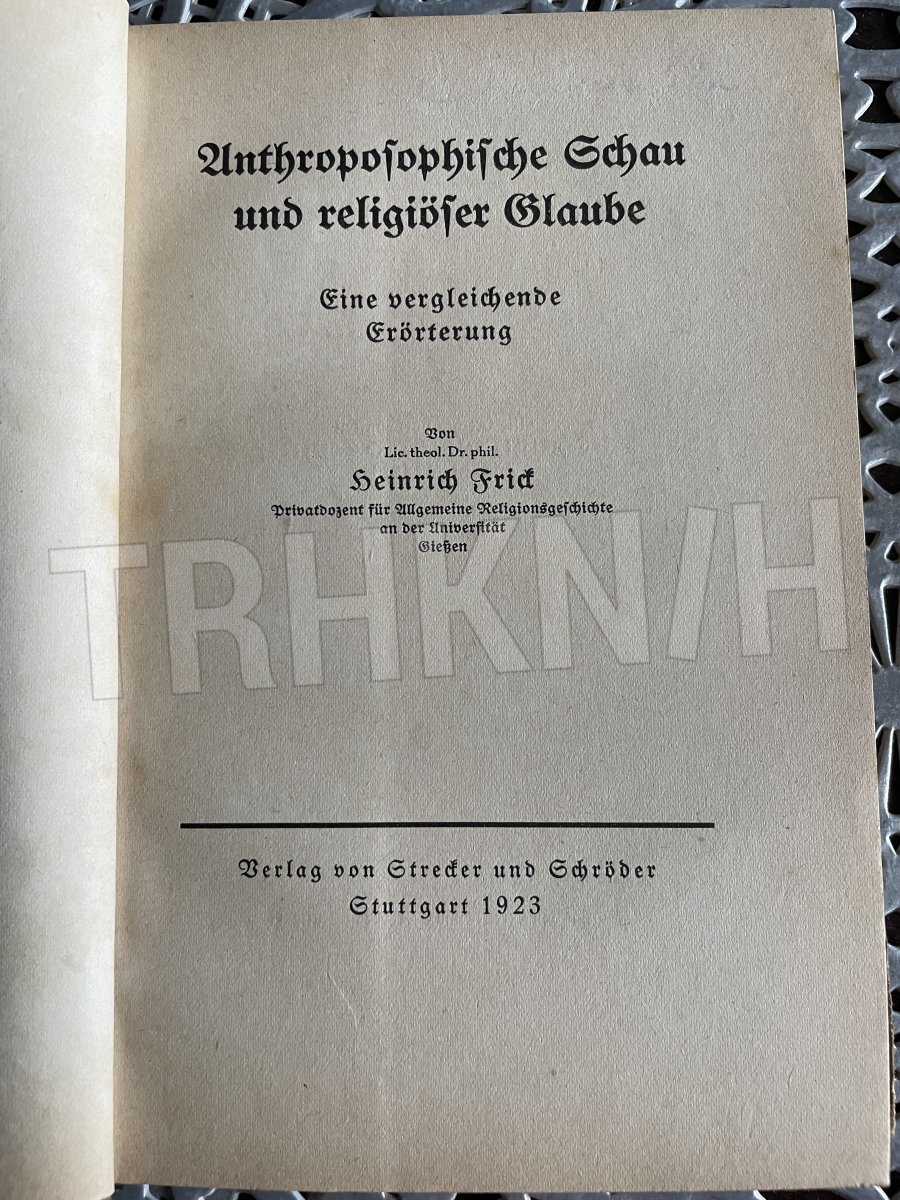 Anthroposophische Schau
und religiöser Glaube
Eine vergleichende
Erörterung
Von
Lic. theol. Dr. phil.
Heinrich Frick
Privatdozent für Allgemeine Religionsgeschichte
an der Universität
Gießen
TRHKN/H
Verlag von Strecker und Schröder
Stuttgart 1923